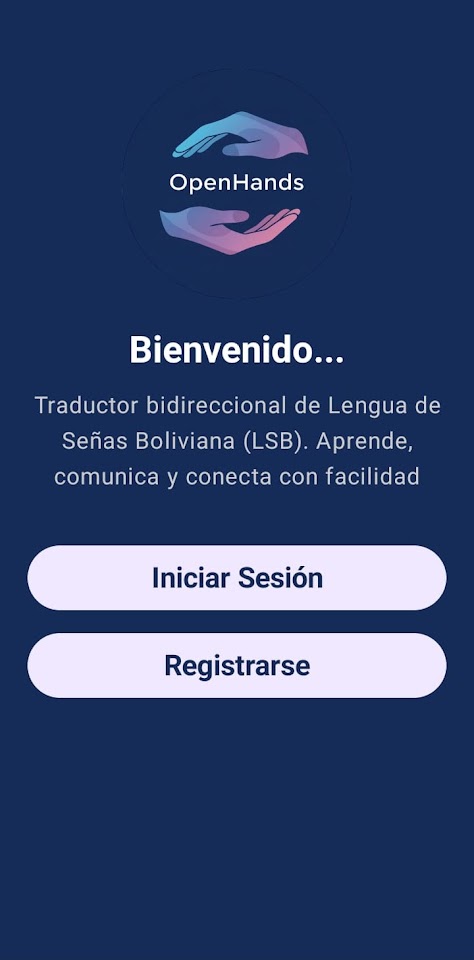 OpenHands
Bienvenido...
Traductor bidireccional de Lengua de
Señas Boliviana (LSB). Aprende,
comunica y conecta con facilidad
Iniciar Sesión
Registrarse